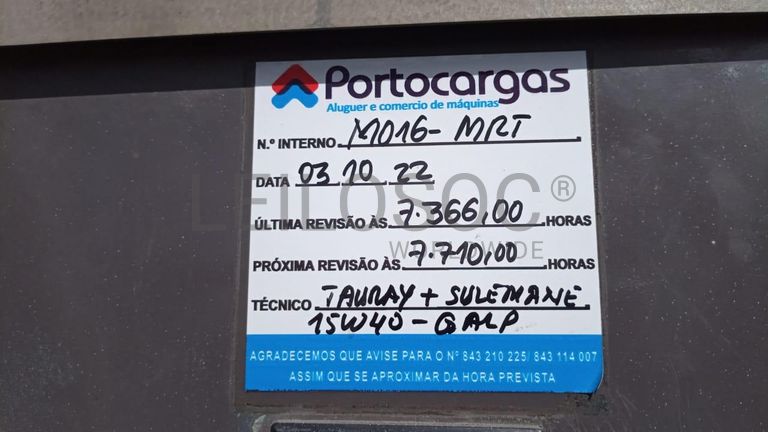 Portocargas
Aluguer e comercio de máquinas
N.º INTERNO M016-MRT
DATA 03 10 22
ÚLTIMA REVISÃO ÀS 7.366,00 HORAS
PRÓXIMA REVISÃO ÀS 7.710,00 HORAS
TÉCNICO TAURAY + SULEMANE
15W40-GALP
AGRADECEMOS QUE AVISE PARA O Nº 843 210 225/ 843 114 007
ASSIM QUE SE APROXIMAR DA HORA PREVISTA
LEILOSOC®
WORLDWIDE